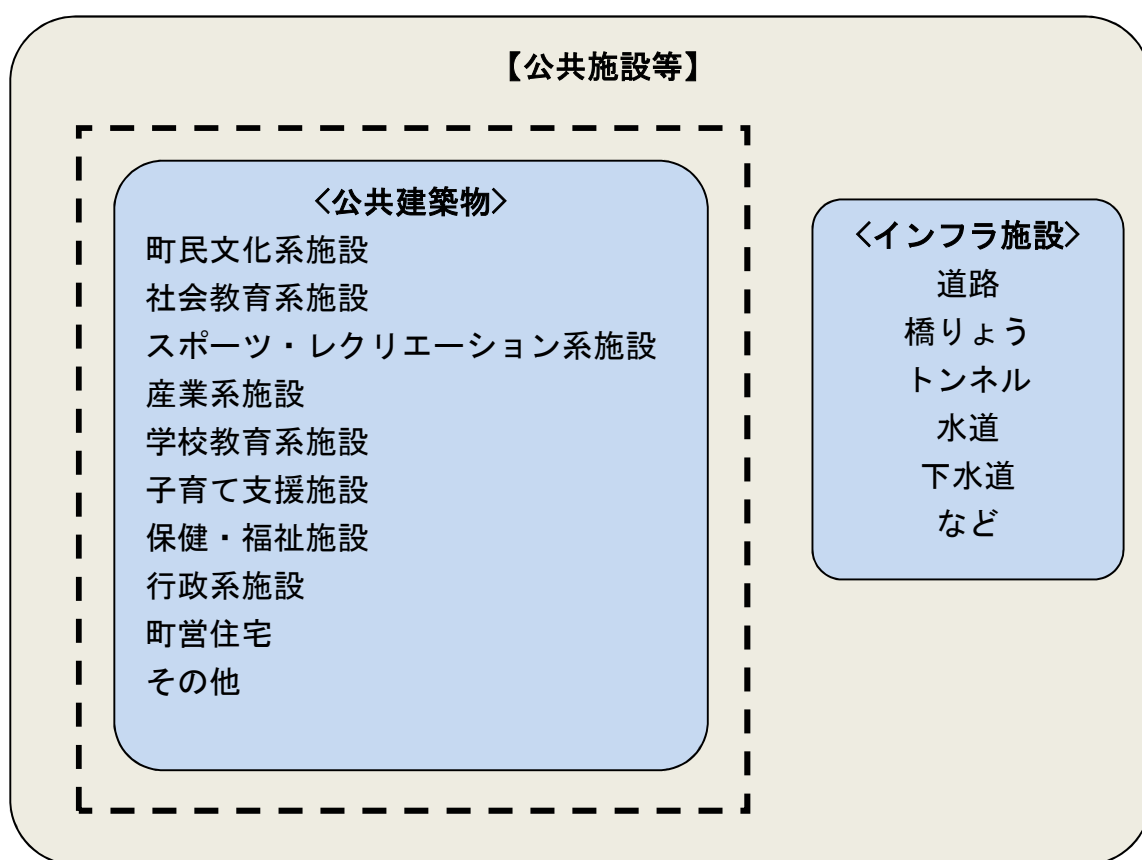 【公共施設等】
<公共建築物>
町民文化系施設
社会教育系施設
スポーツ・レクリエーション系施設
産業系施設
学校教育系施設
子育て支援施設
保健・福祉施設
行政系施設
町営住宅
その他
<インフラ施設>
道路
橋りょう
トンネル
水道
下水道
など